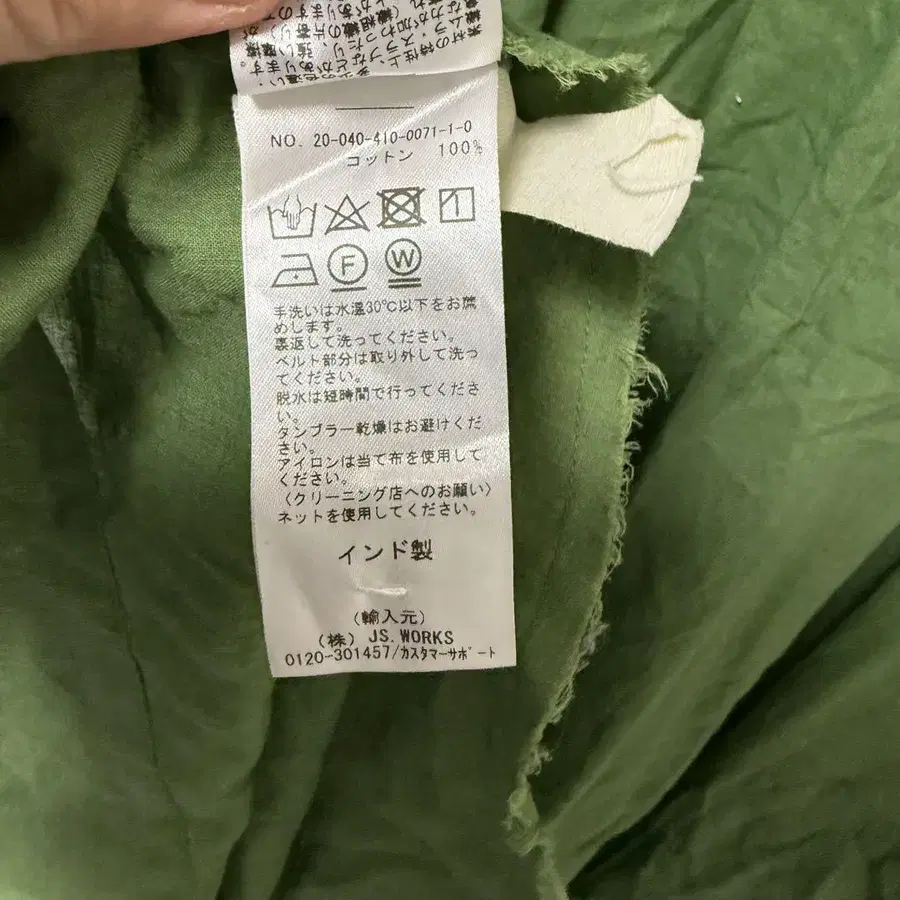 NO. 20-040-410-0071-1-0
コットン 100%
F W
手洗いは水温30℃以下をお薦
めします。
裏返して洗ってください。
ベルト部分は取り外して洗っ
てください。
脱水は短時間で行ってくださ
い。
タンブラー乾燥はお避けくだ
さい。
アイロンは当て布を使用して
ください。
〈クリーニング店へのお願い〉
ネットを使用してください。
インド製
(輸入元)
(株) JS.WORKS
0120-301457/カスタマーサポート